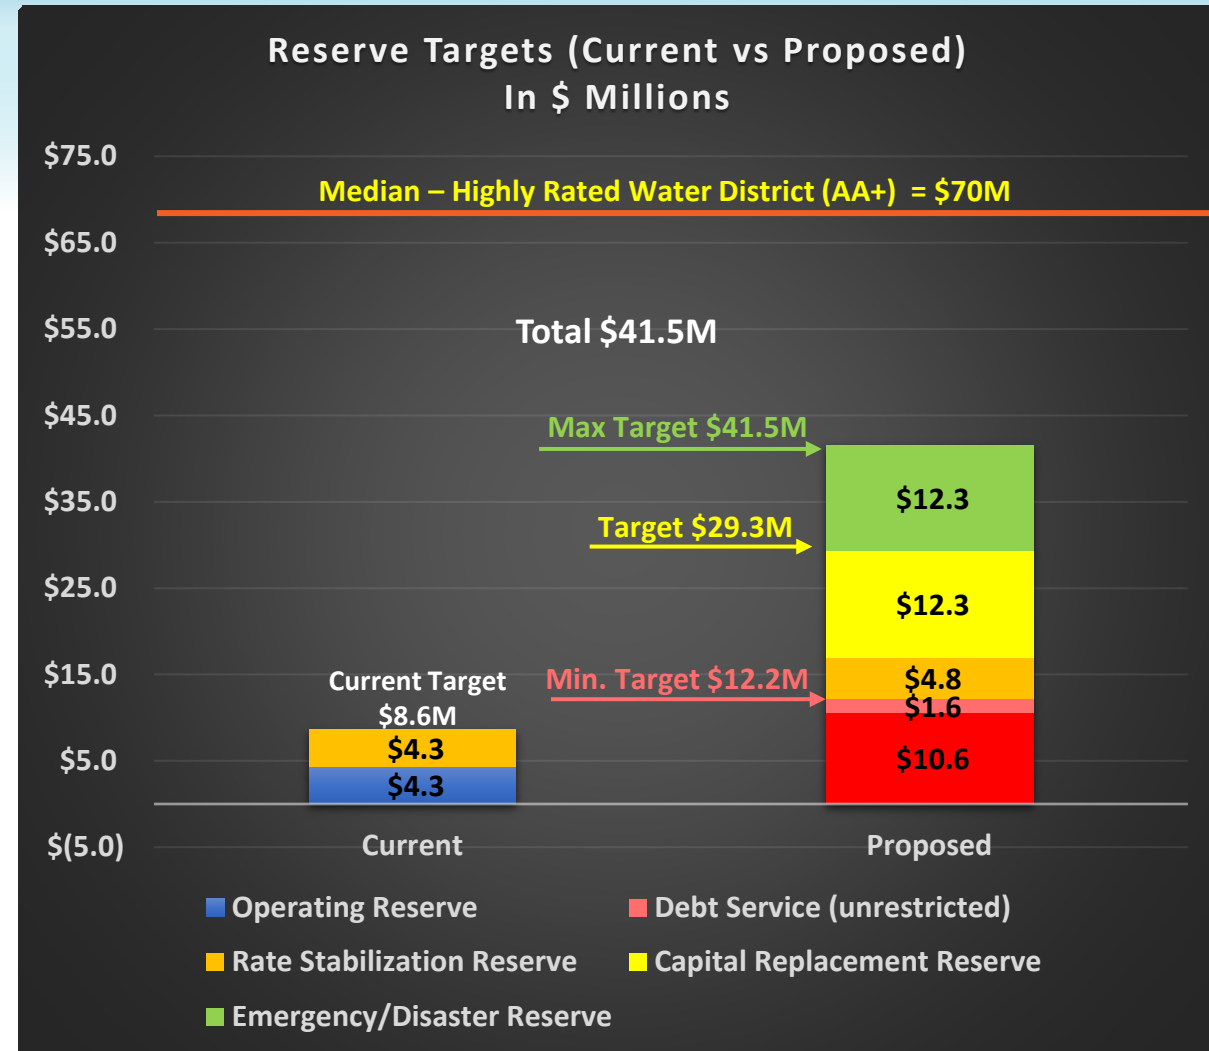 Reserve Targets (Current vs Proposed)
In $ Millions
$75.0
Median – Highly Rated Water District (AA+) = $70M
$65.0
$55.0
Total $41.5M
$45.0
Max Target $41.5M
$35.0
$12.3
Target $29.3M
$25.0
$12.3
$15.0
Current Target
$8.6M
Min. Target $12.2M
$4.8
$1.6
$5.0
$4.3
$4.3
$10.6
$(5.0)
Current
Proposed
Operating Reserve
Debt Service (unrestricted)
Rate Stabilization Reserve
Capital Replacement Reserve
Emergency/Disaster Reserve